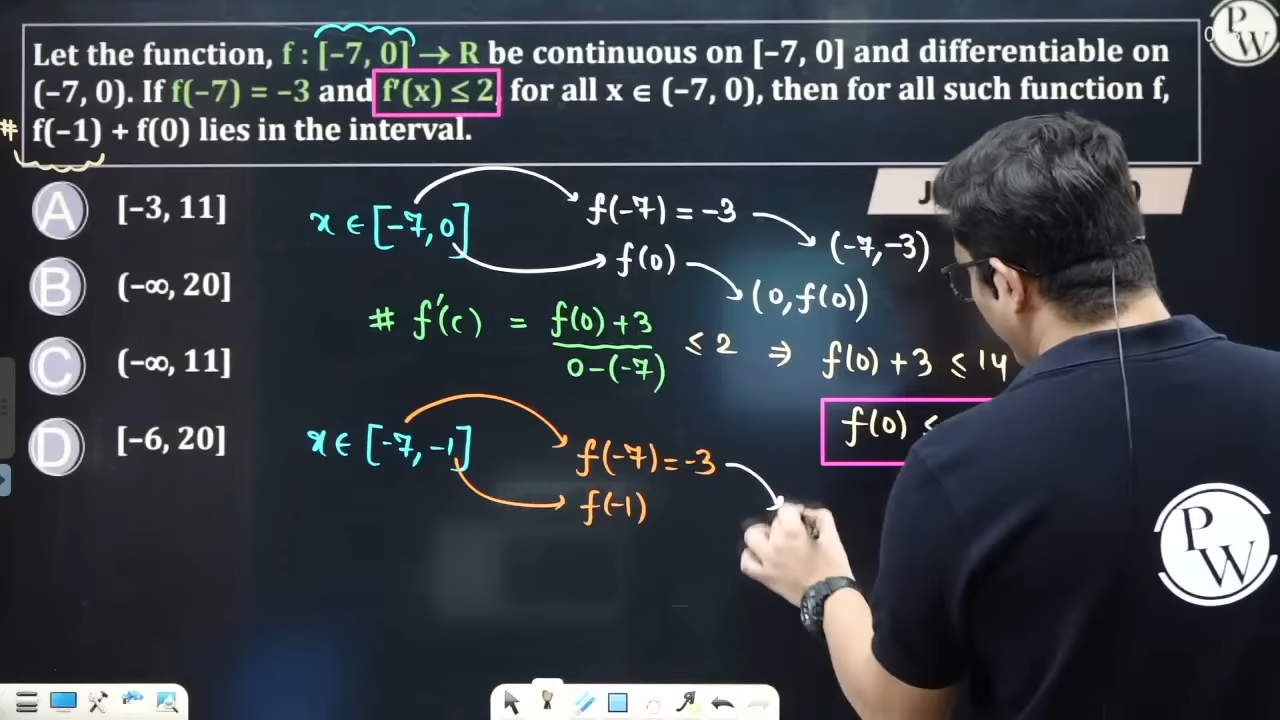 Let the function, f : [−7, 0] → R be continuous on [−7, 0] and differentiable on
(−7, 0). If f(−7) = −3 and f'(x) ≤ 2, for all x ∈ (−7, 0), then for all such function f,
# f(−1) + f(0) lies in the interval.
A [−3, 11]
B (−∞, 20]
C (−∞, 11]
D [−6, 20]
x ∈ [-7, 0]
f(-7) = -3
(-7, -3)
f(0)
(0, f(0))
# f'(c) = f(0) + 3 / 0 - (-7) ≤ 2 ⇒ f(0) + 3 ≤ 14
f(0) ≤
x ∈ [-7, -1]
f(-7) = -3
f(-1)
PW
PW